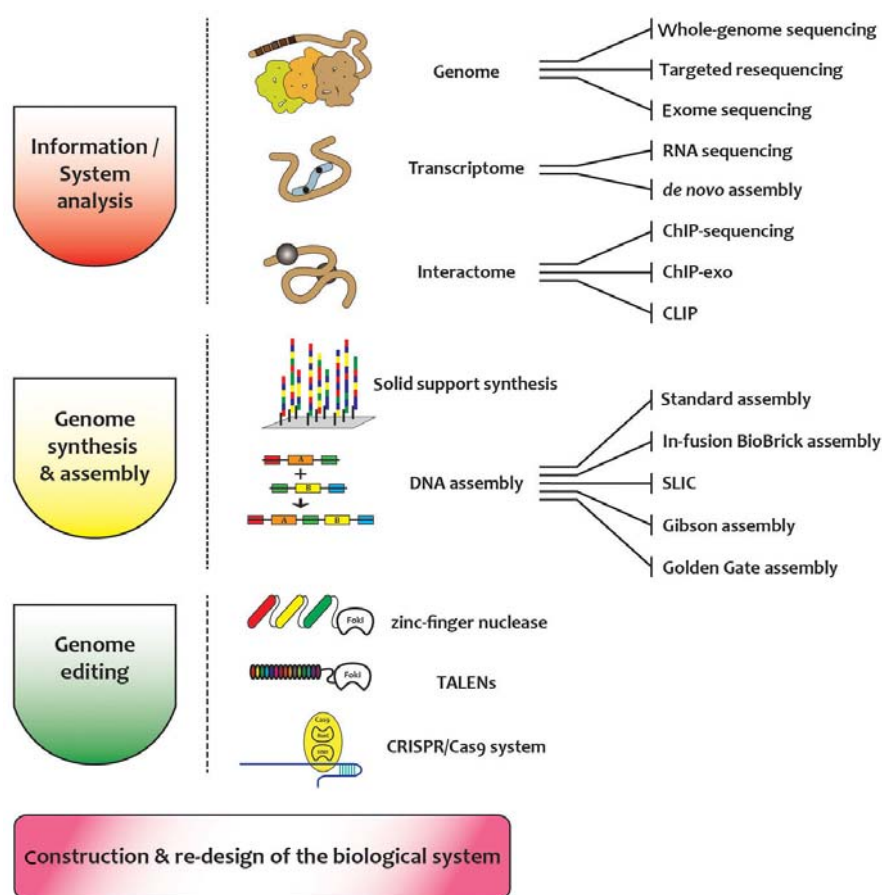 Information /
System
analysis
Genome
Whole-genome sequencing
Targeted resequencing
Exome sequencing
Transcriptome
RNA sequencing
de novo assembly
Interactome
ChIP-sequencing
ChIP-exo
CLIP
Genome
synthesis
& assembly
Solid support synthesis
A
+
B
A B
DNA assembly
Standard assembly
In-fusion BioBrick assembly
SLIC
Gibson assembly
Golden Gate assembly
Genome
editing
FokI
zinc-finger nuclease
FokI
TALENs
Cas9
CRISPR/Cas9 system
Construction & re-design of the biological system